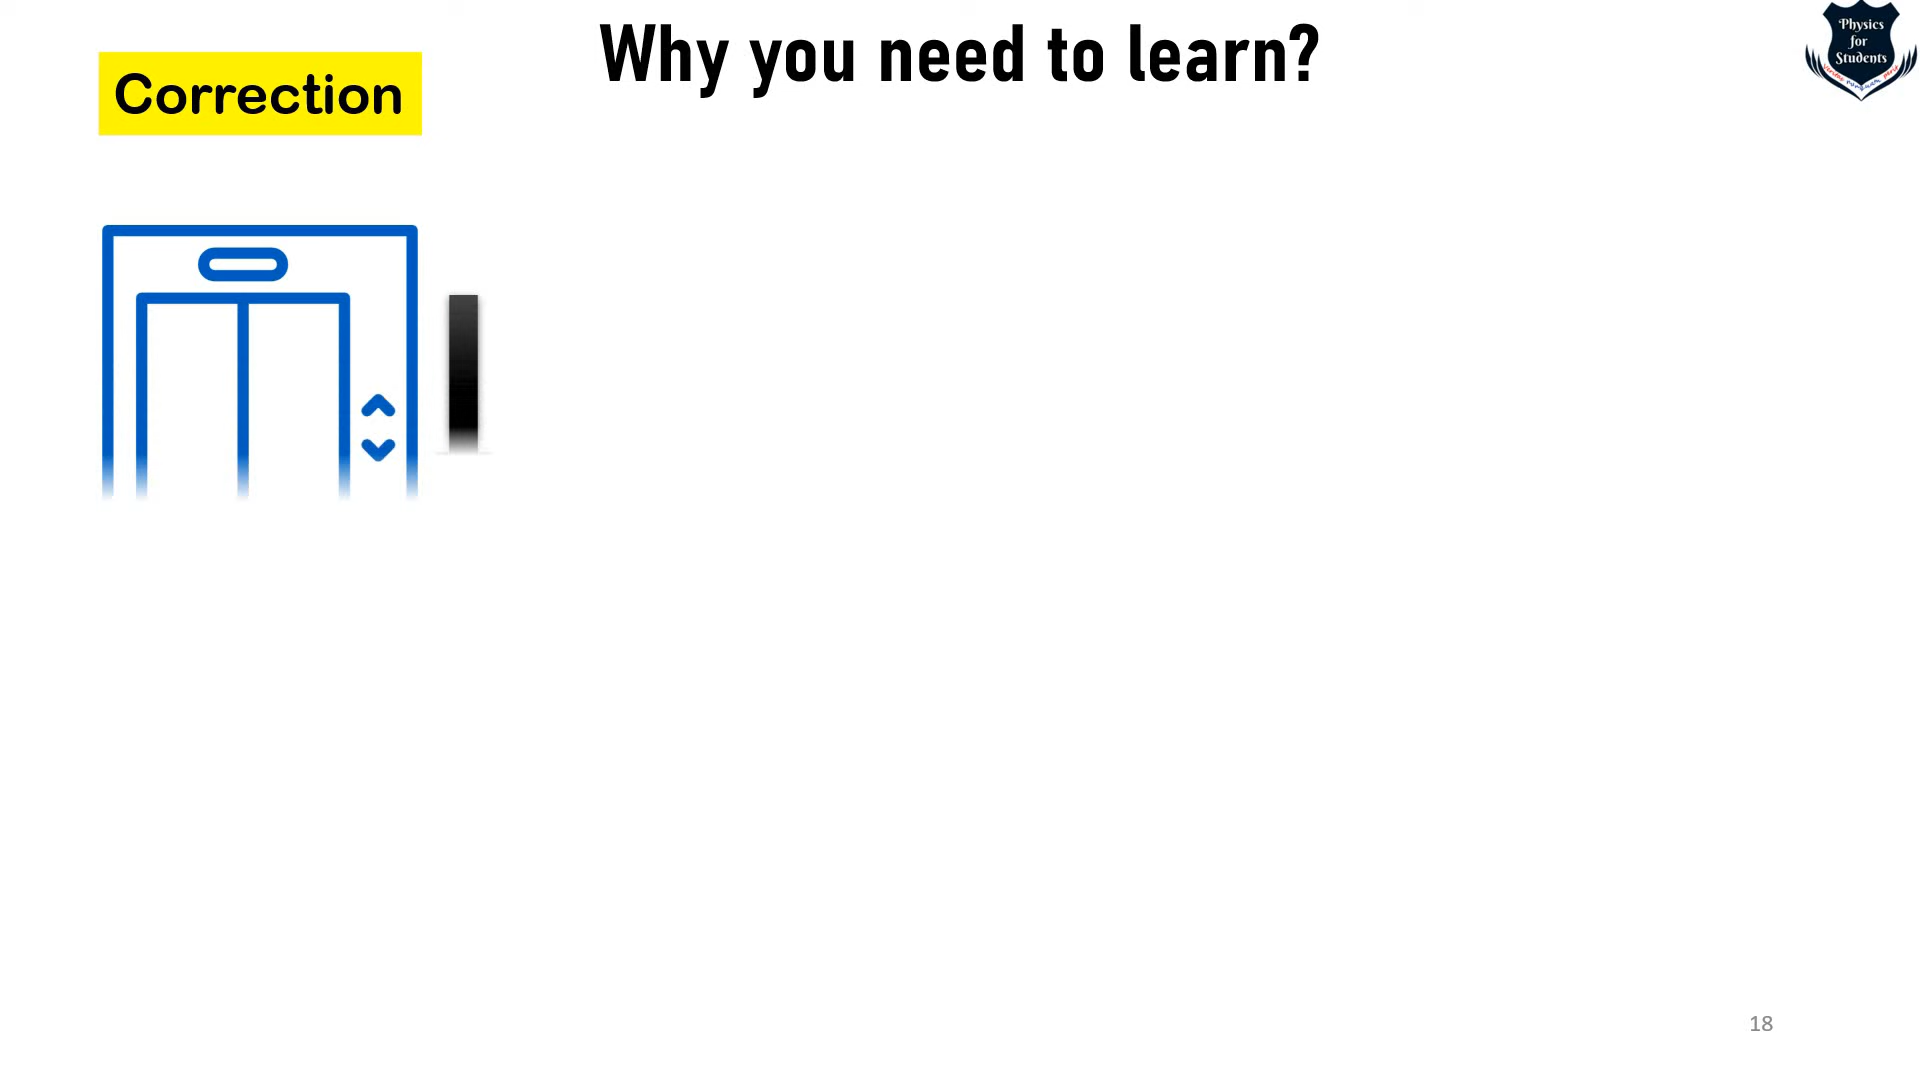 Why you need to learn?
Correction
Physics
for
Students
18